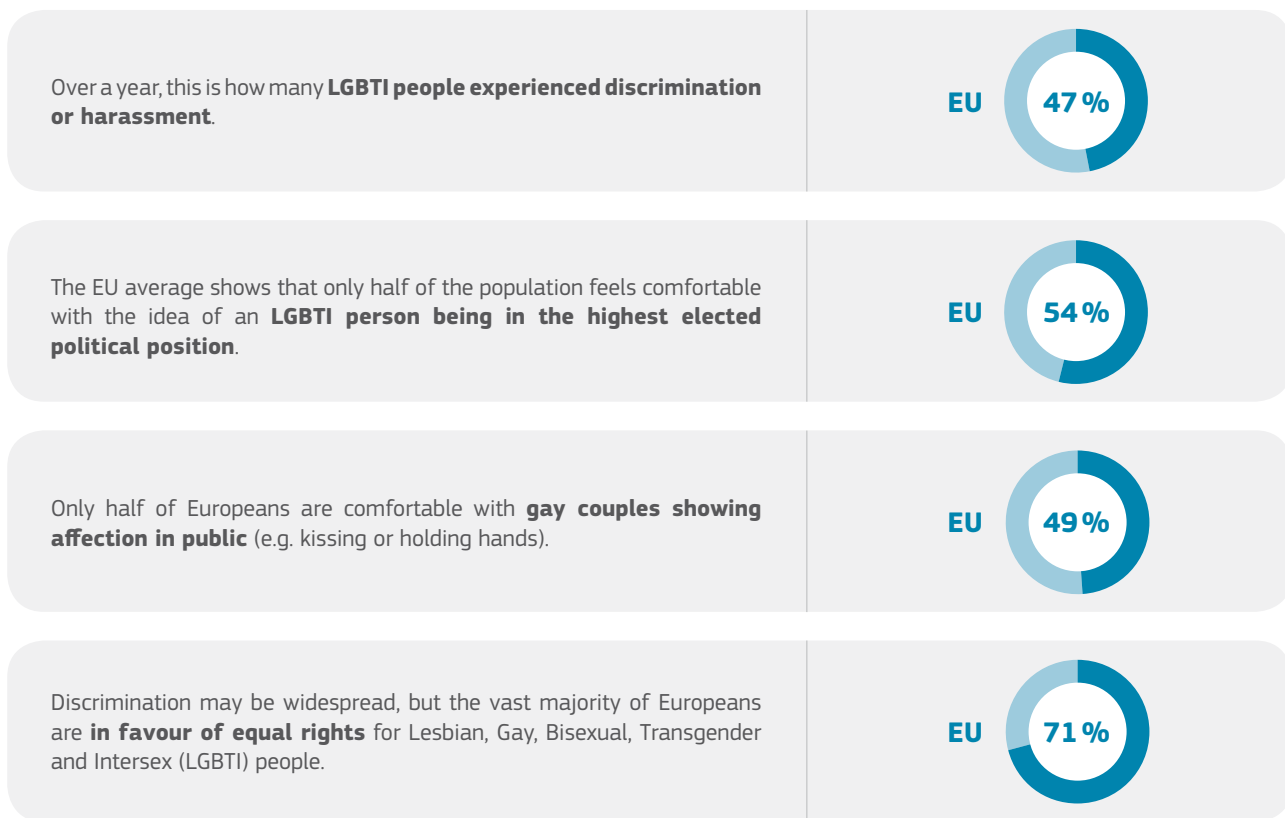 Over a year, this is how many LGBTI people experienced discrimination
or harassment.
EU 47 %
The EU average shows that only half of the population feels comfortable
with the idea of an LGBTI person being in the highest elected
political position.
EU 54 %
Only half of Europeans are comfortable with gay couples showing
affection in public (e.g. kissing or holding hands).
EU 49 %
Discrimination may be widespread, but the vast majority of Europeans
are in favour of equal rights for Lesbian, Gay, Bisexual, Transgender
and Intersex (LGBTI) people.
EU 71 %